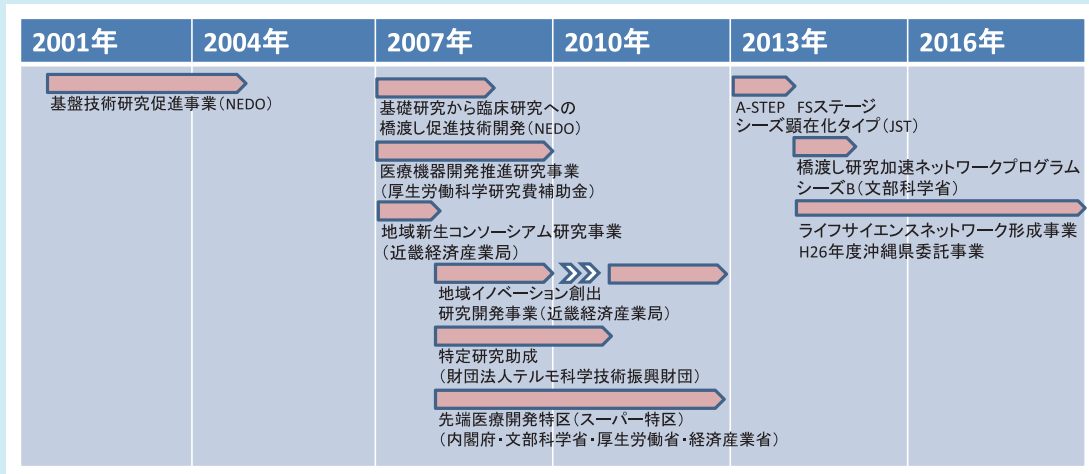 2001年
2004年
2007年
2010年
2013年
2016年
基盤技術研究促進事業(NEDO)
基礎研究から臨床研究への
橋渡し促進技術開発(NEDO)
医療機器開発推進研究事業
(厚生労働科学研究費補助金)
地域新生コンソーシアム研究事業
(近畿経済産業局)
地域イノベーション創出
研究開発事業(近畿経済産業局)
特定研究助成
(財団法人テルモ科学技術振興財団)
先端医療開発特区(スーパー特区)
(内閣府・文部科学省・厚生労働省・経済産業省)
A-STEP FSステージ
シーズ顕在化タイプ(JST)
橋渡し研究加速ネットワークプログラム
シーズB(文部科学省)
ライフサイエンスネットワーク形成事業
H26年度沖縄県委託事業